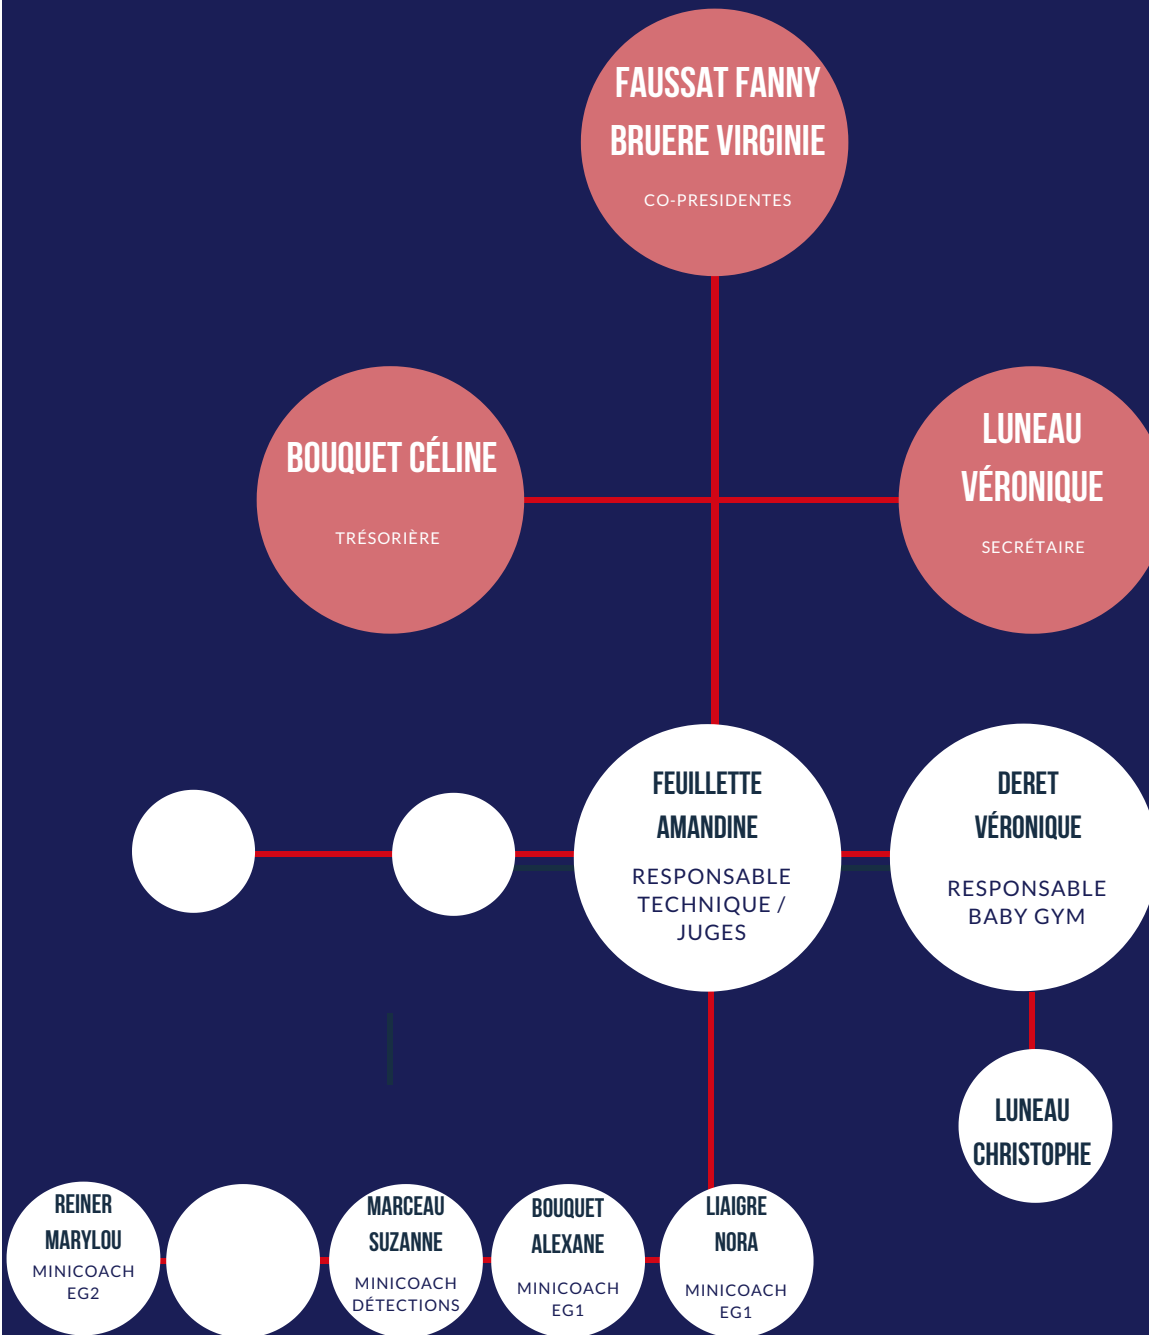 FAUSSAT FANNY
BRUERE VIRGINIE
CO-PRESIDENTES
BOUQUET CÉLINE
TRÉSORIÈRE
LUNEAU
VÉRONIQUE
SECRÉTAIRE
FEUILLETTE
AMANDINE
RESPONSABLE
TECHNIQUE /
JUGES
DERET
VÉRONIQUE
RESPONSABLE
BABY GYM
LUNEAU
CHRISTOPHE
REINER
MARYLOU
MINICOACH
EG2
MARCEAU
SUZANNE
MINICOACH
DÉTECTIONS
BOUQUET
ALEXANE
MINICOACH
EG1
LIAIGRE
NORA
MINICOACH
EG1